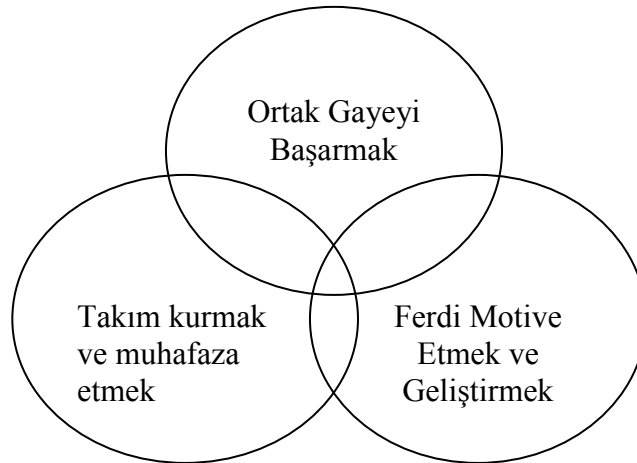 Ortak Gayeyi
Başarmak
Takım kurmak
ve muhafaza
etmek
Ferdi Motive
Etmek ve
Geliştirmek